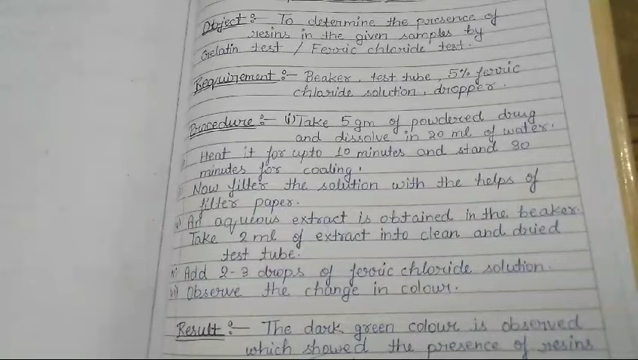 Object :- To determine the presence of
resins in the given samples by
Gelatin test / Ferric chloride test.
Requirement :- Beaker, test tube, 5% ferric
chloride solution, dropper.
Procedure :- i) Take 5 gm of powdered drug
and dissolve in 20 ml of water.
Heat it for upto 10 minutes and stand 30
minutes for coaling.
Now filter the solution with the helps of
filter paper.
An aqueous extract is obtained in the beaker.
Take 2 ml of extract into clean and dried
test tube.
Add 2-3 drops of ferric chloride solution.
Observe the change in colour.
Result :- The dark green colour is observed
which showed the presence of resins